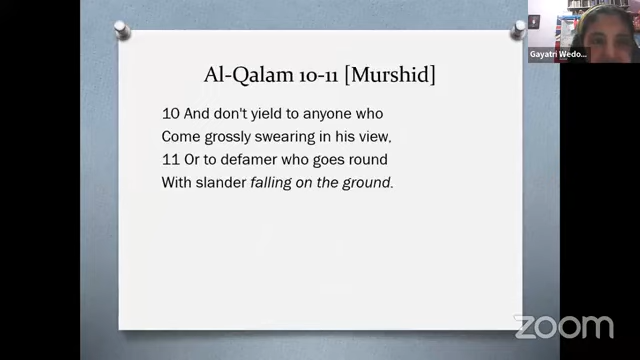 Gayatri Wedo...
Al-Qalam 10-11 [Murshid]
10 And don't yield to anyone who
Come grossly swearing in his view,
11 Or to defamer who goes round
With slander falling on the ground.
zoom